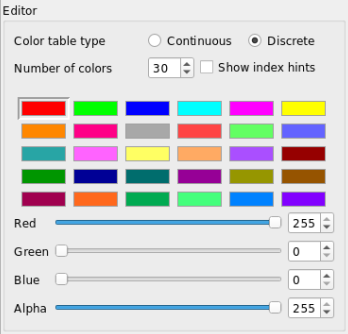 Editor
Color table type Continuous Discrete
Number of colors 30 Show index hints
Red 255
Green 0
Blue 0
Alpha 255